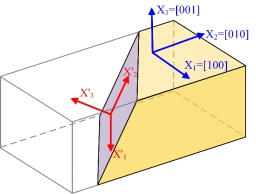 X₃=[001]
X₂=[010]
X₁=[100]
X'₃
X'₂
X'₁